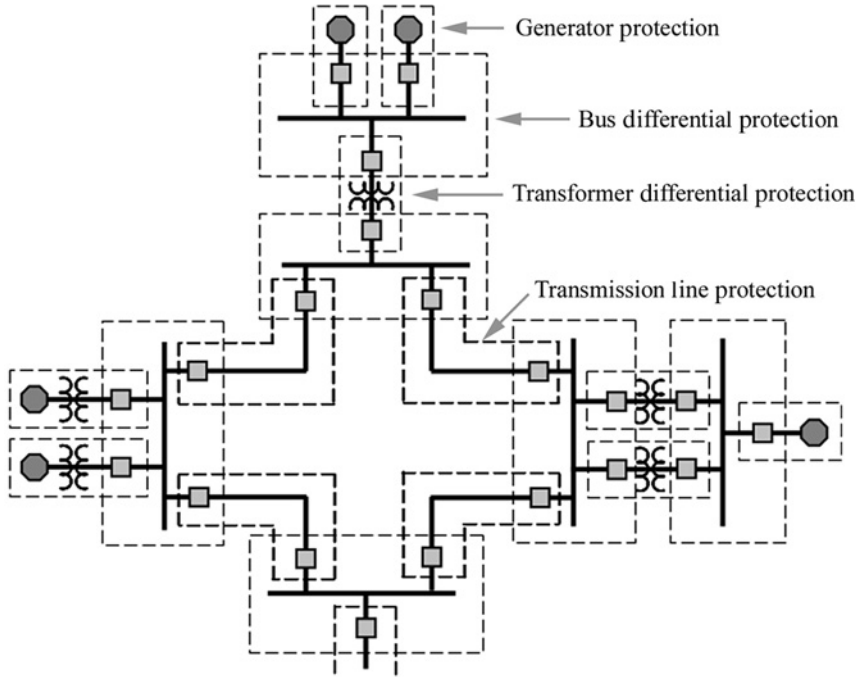 Generator protection
Bus differential protection
Transformer differential protection
Transmission line protection